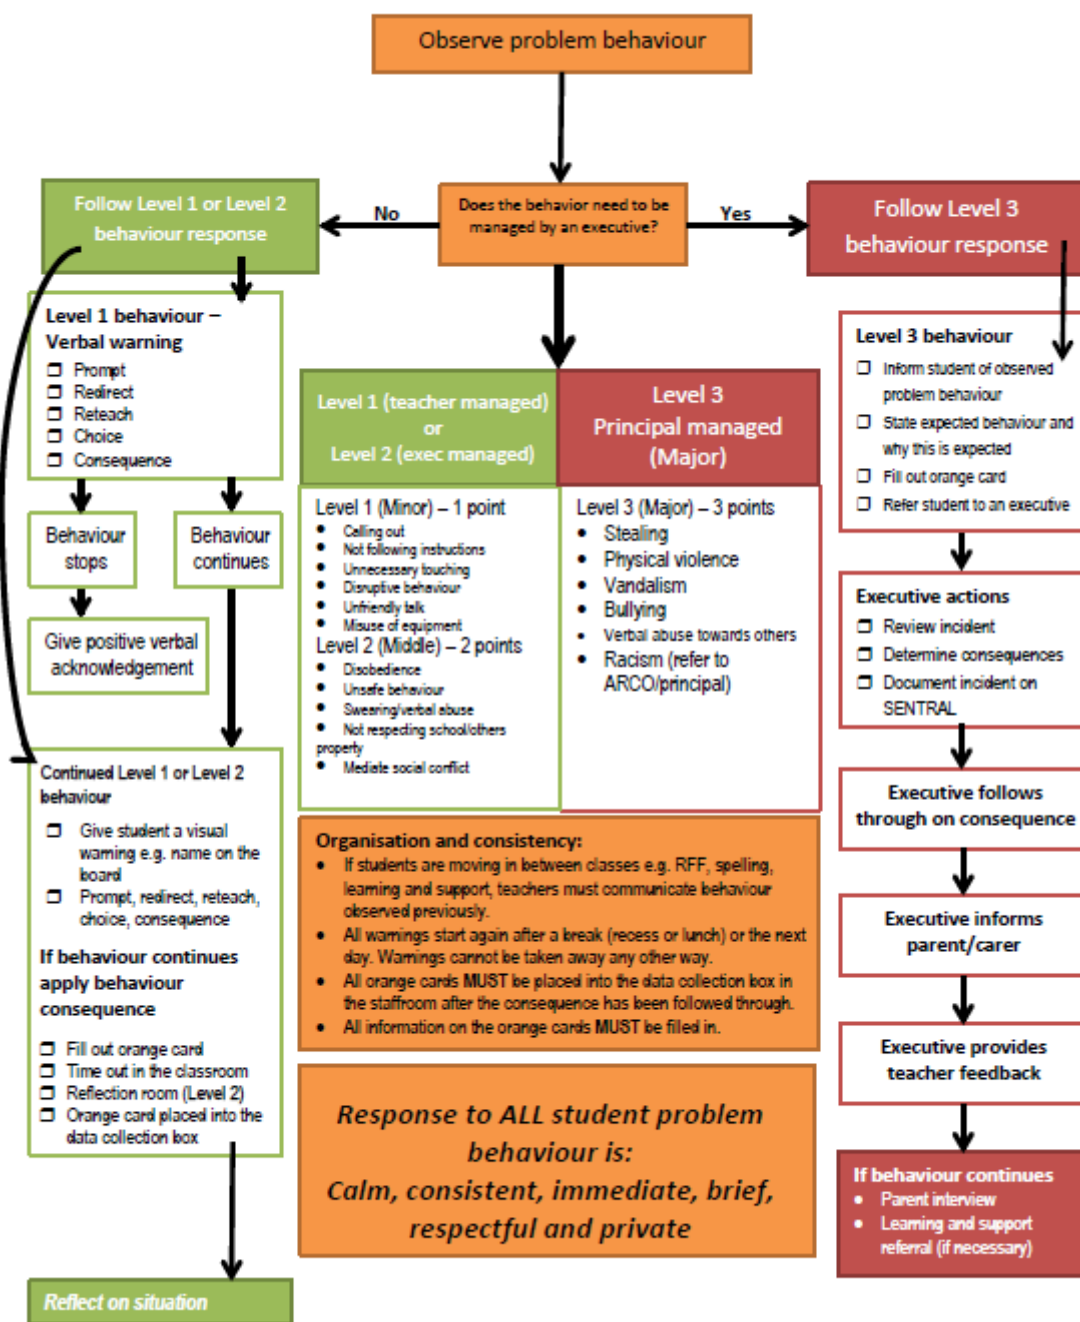 Observe problem behaviour
Follow Level 1 or Level 2
behaviour response
No
Does the behavior need to be
managed by an executive?
Yes
Follow Level 3
behaviour response
Level 1 behaviour –
Verbal warning
Prompt
Redirect
Reteach
Choice
Consequence
Behaviour
stops
Behaviour
continues
Give positive verbal
acknowledgement
Continued Level 1 or Level 2
behaviour
Give student a visual
warning e.g. name on the
board
Prompt, redirect, reteach,
choice, consequence
If behaviour continues
apply behaviour
consequence
Fill out orange card
Time out in the classroom
Reflection room (Level 2)
Orange card placed into the
data collection box
Reflect on situation
Level 1 (teacher managed)
or
Level 2 (exec managed)
Level 1 (Minor) – 1 point
Calling out
Not following instructions
Unnecessary touching
Disruptive behaviour
Unfriendly talk
Misuse of equipment
Level 2 (Middle) – 2 points
Disobedience
Unsafe behaviour
Swearing/verbal abuse
Not respecting school/others
property
Mediate social conflict
Level 3
Principal managed
(Major)
Level 3 (Major) – 3 points
Stealing
Physical violence
Vandalism
Bullying
Verbal abuse towards others
Racism (refer to
ARCO/principal)
Organisation and consistency:
If students are moving in between classes e.g. RFF, spelling,
learning and support, teachers must communicate behaviour
observed previously.
All warnings start again after a break (recess or lunch) or the next
day. Warnings cannot be taken away any other way.
All orange cards MUST be placed into the data collection box in
the staffroom after the consequence has been followed through.
All information on the orange cards MUST be filled in.
Response to ALL student problem
behaviour is:
Calm, consistent, immediate, brief,
respectful and private
Level 3 behaviour
Inform student of observed
problem behaviour
State expected behaviour and
why this is expected
Fill out orange card
Refer student to an executive
Executive actions
Review incident
Determine consequences
Document incident on
SENTRAL
Executive follows
through on consequence
Executive informs
parent/carer
Executive provides
teacher feedback
If behaviour continues
Parent interview
Learning and support
referral (if necessary)